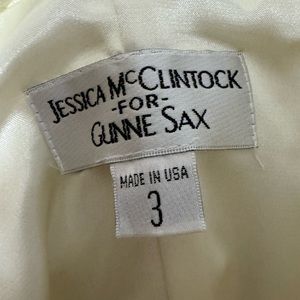 JESSICA McCLINTOCK
-FOR-
GUNNE SAX
MADE IN USA
3